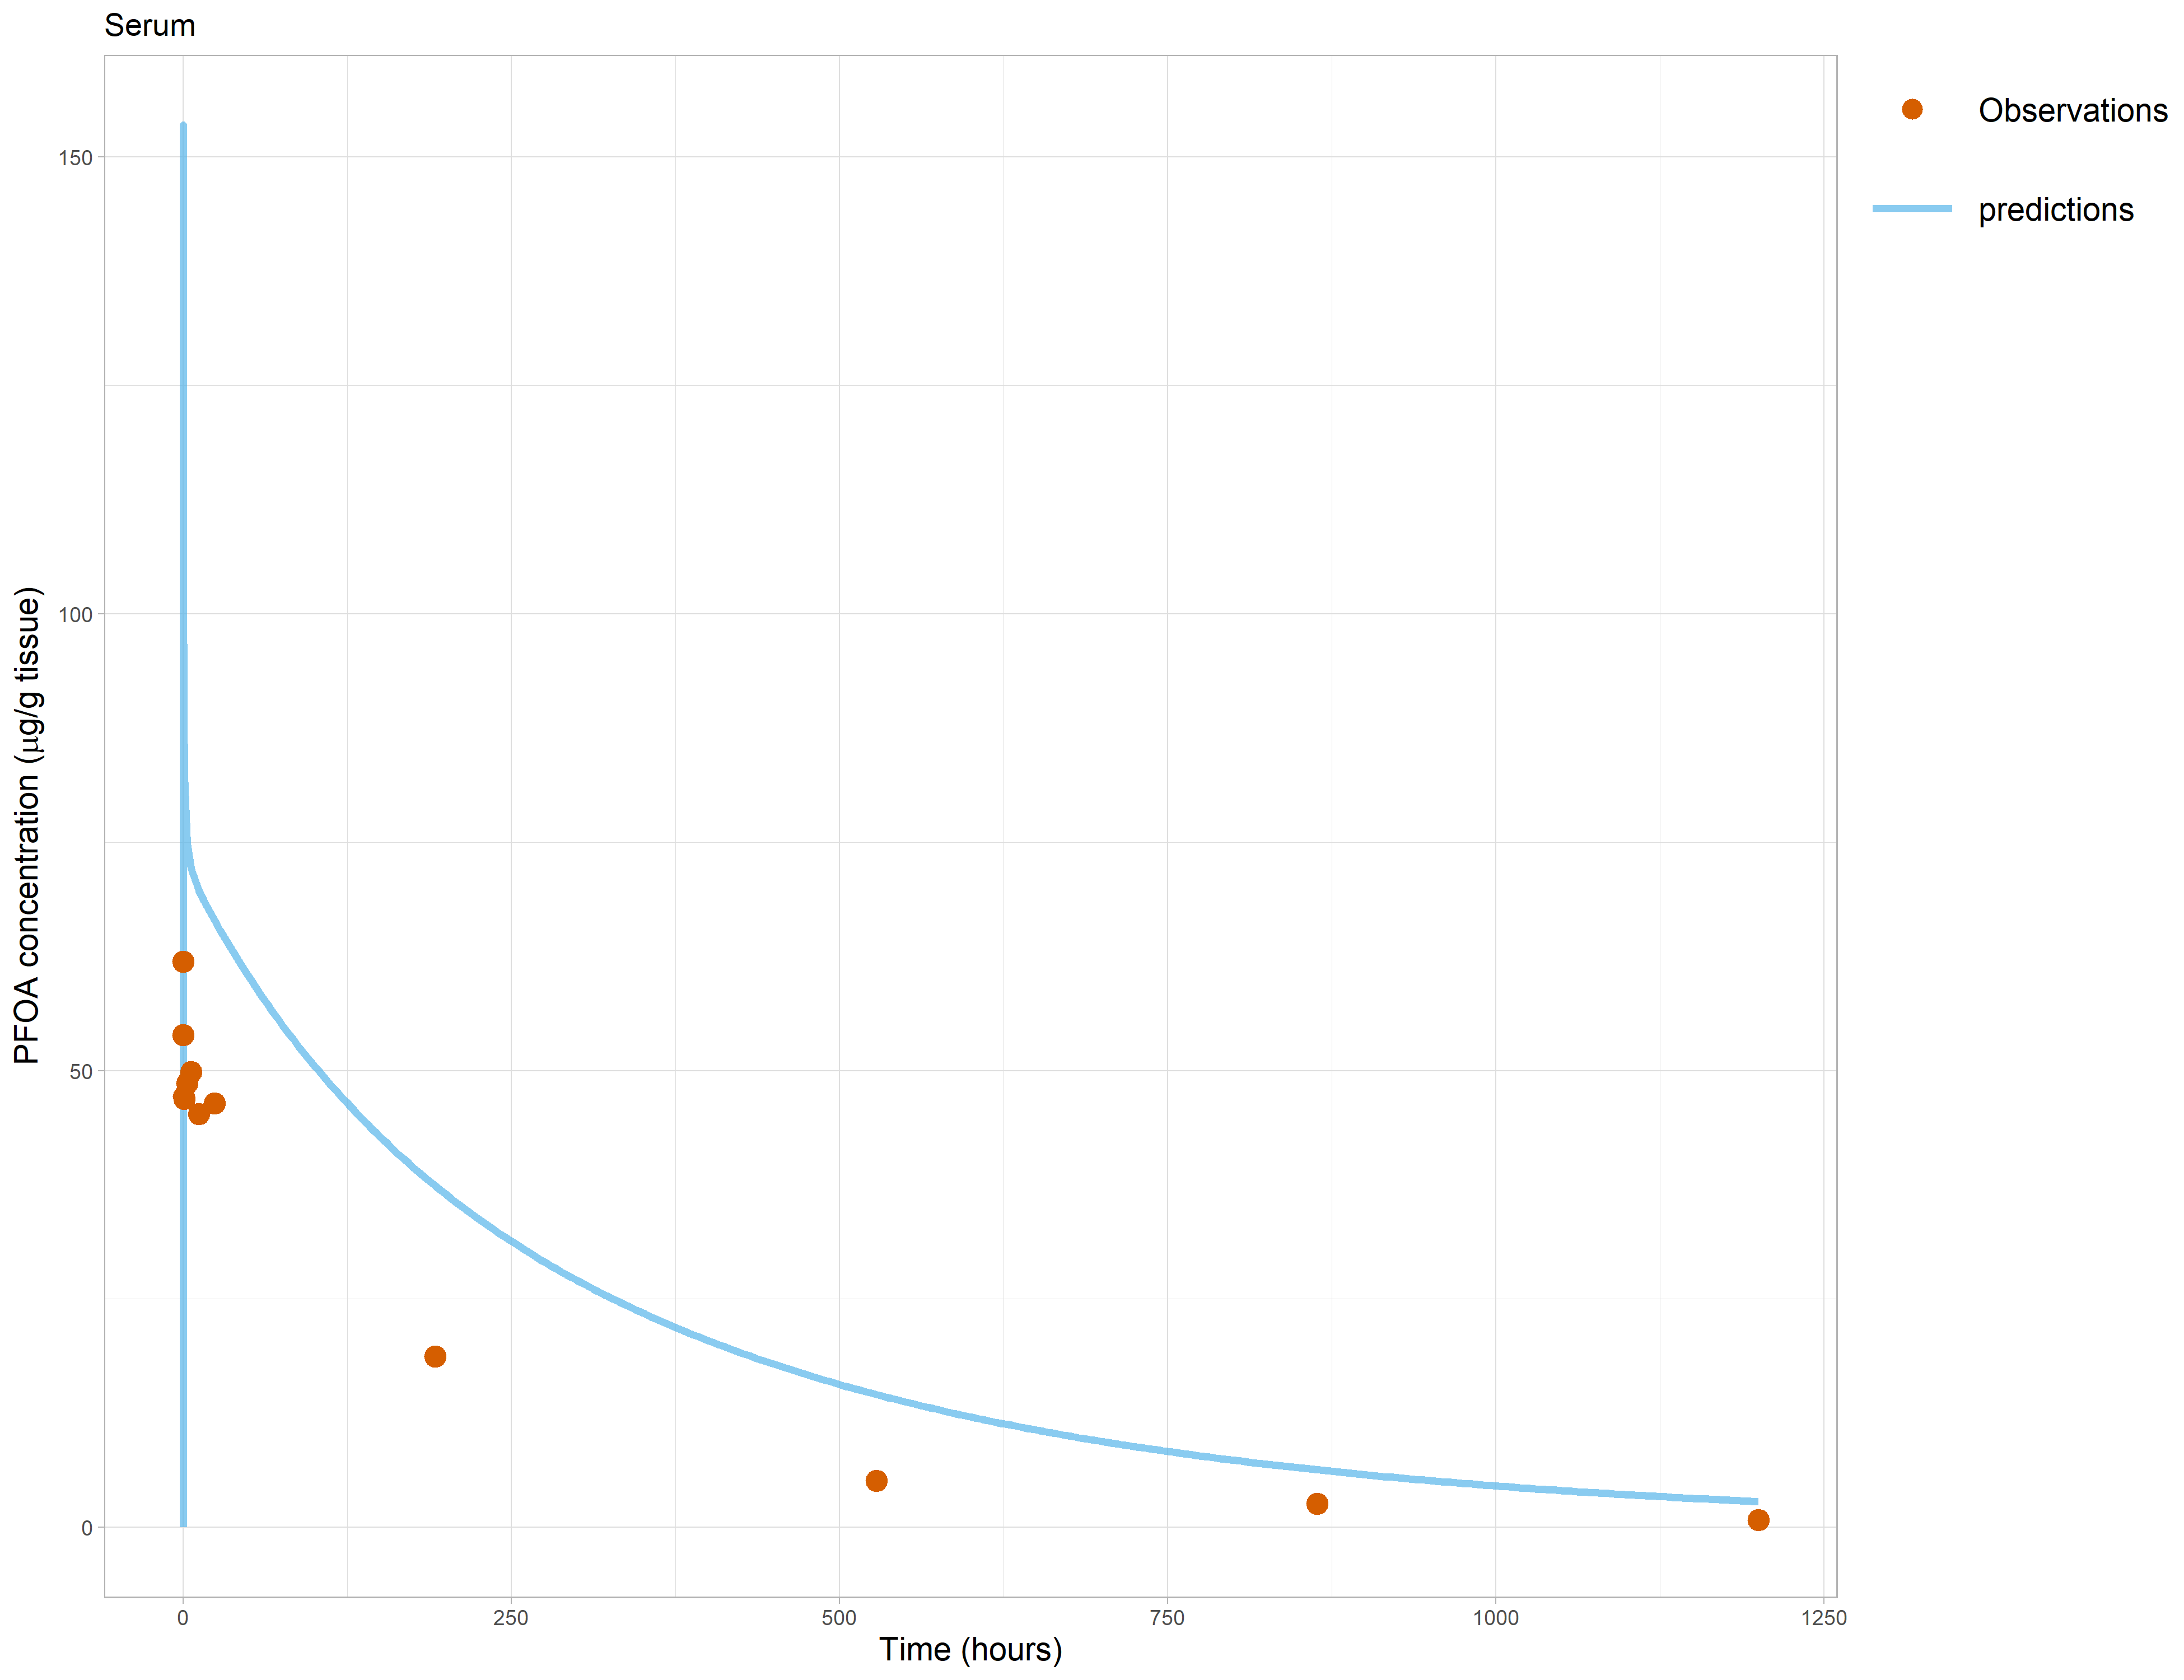 Serum
Observations
predictions
PFOA concentration (μg/g tissue)
150
100
50
0
0 250 500 750 1000 1250
Time (hours)